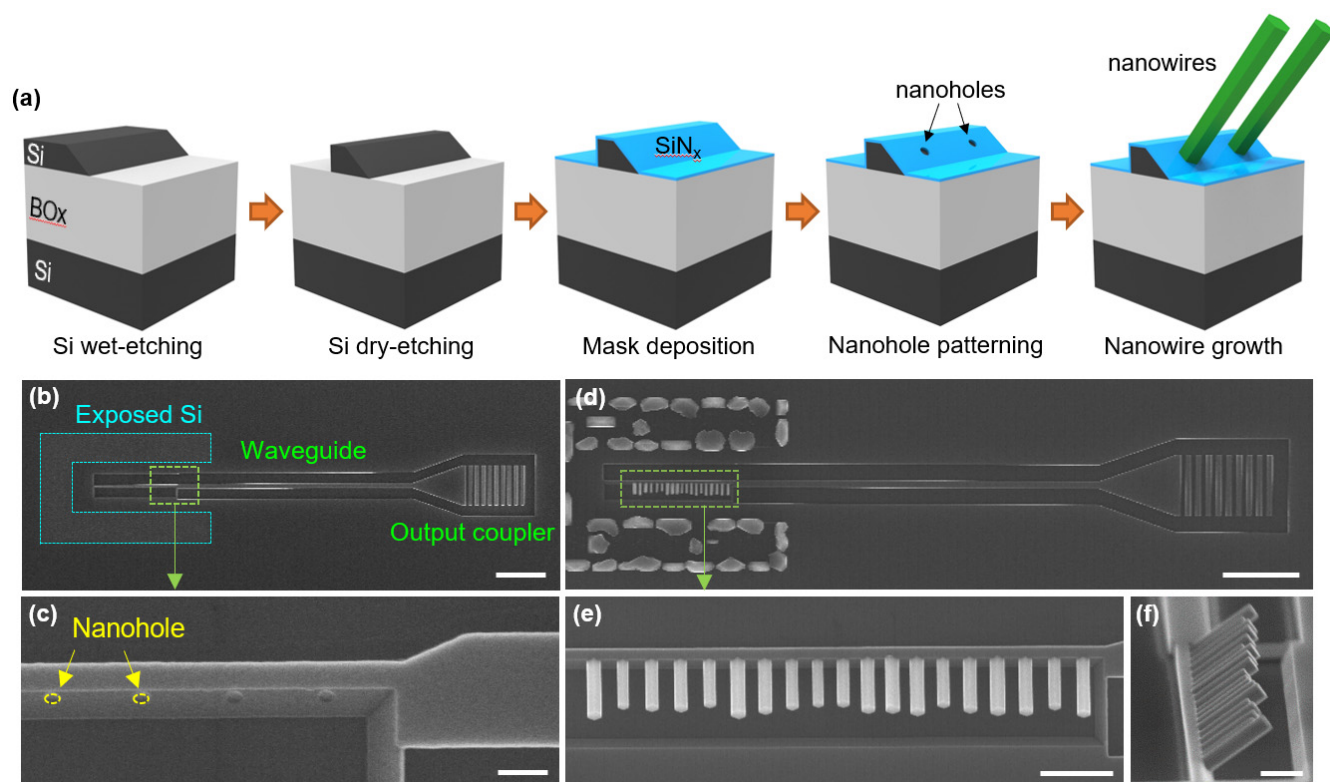 (a)
Si
BOx
Si
SiNx
nanoholes
nanowires
Si wet-etching
Si dry-etching
Mask deposition
Nanohole patterning
Nanowire growth
(b)
Exposed Si
Waveguide
Output coupler
(d)
(c)
Nanohole
(e)
(f)